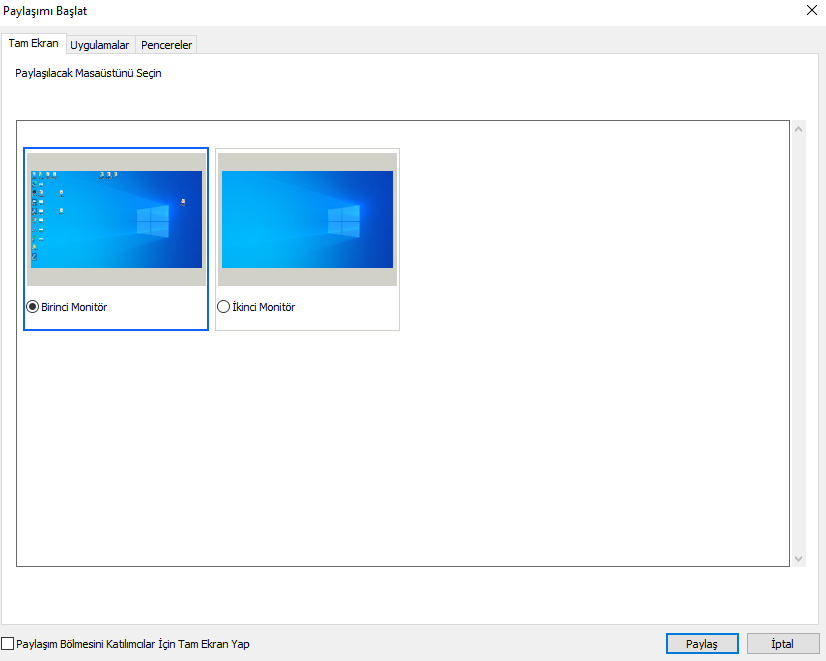 Paylaşımı Başlat
Tam Ekran Uygulamalar Pencereler
Paylaşılacak Masaüstünü Seçin
Birinci Monitör İkinci Monitör
Paylaşım Bölmesini Katılımcılar İçin Tam Ekran Yap Paylaş İptal